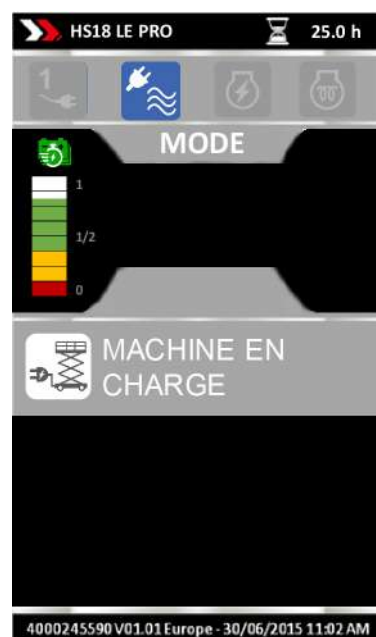 HS18 LE PRO 25.0 h
1
MODE
1
1/2
0
MACHINE EN
CHARGE
4000245590 V01.01 Europe - 30/06/2015 11:02 AM